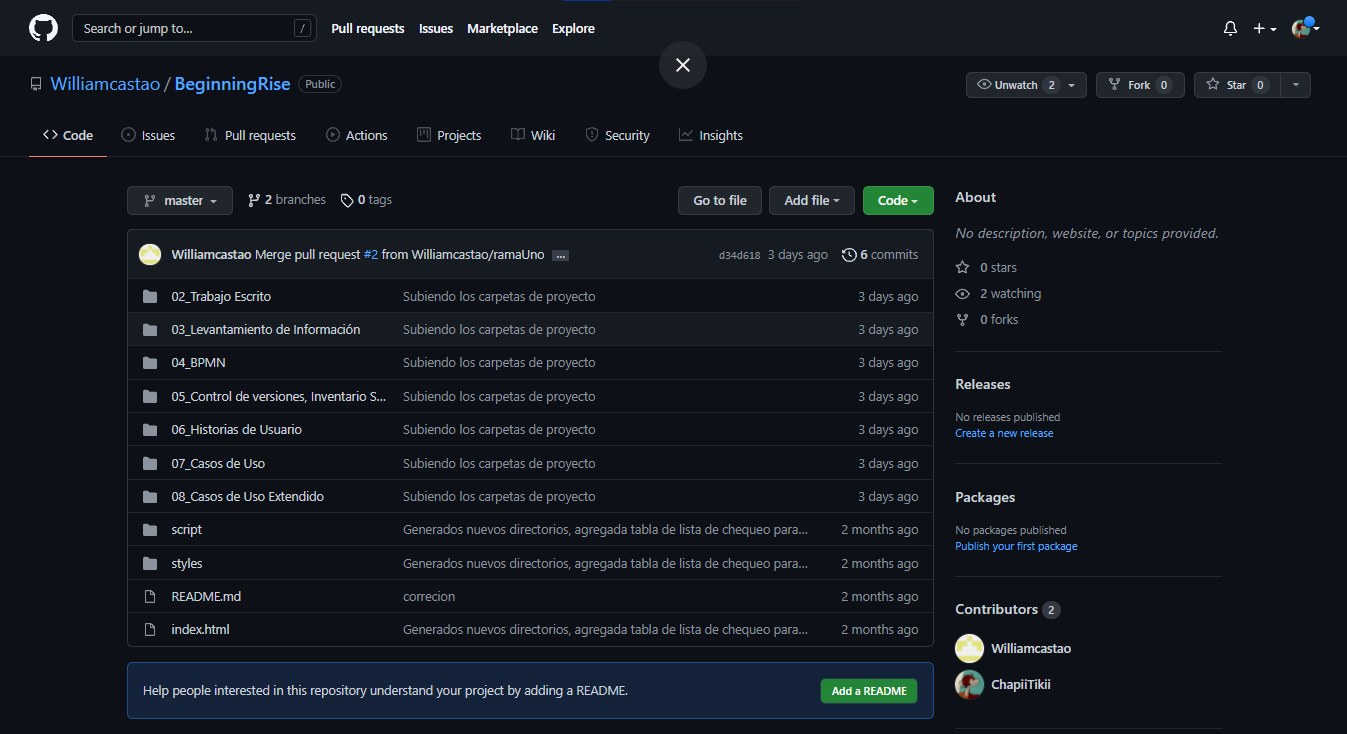 Search or jump to... /
Pull requests Issues Marketplace Explore
Williamcastao / BeginningRise Public
Unwatch 2 Fork 0 Star 0
Code Issues Pull requests Actions Projects Wiki Security Insights
master 2 branches 0 tags Go to file Add file Code
Williamcastao Merge pull request #2 from Williamcastao/ramaUno ... d34d618 3 days ago 6 commits
02_Trabajo Escrito Subiendo los carpetas de proyecto 3 days ago
03_Levantamiento de Información Subiendo los carpetas de proyecto 3 days ago
04_BPMN Subiendo los carpetas de proyecto 3 days ago
05_Control de versiones, Inventario S... Subiendo los carpetas de proyecto 3 days ago
06_Historias de Usuario Subiendo los carpetas de proyecto 3 days ago
07_Casos de Uso Subiendo los carpetas de proyecto 3 days ago
08_Casos de Uso Extendido Subiendo los carpetas de proyecto 3 days ago
script Generados nuevos directorios, agregada tabla de lista de chequeo para... 2 months ago
styles Generados nuevos directorios, agregada tabla de lista de chequeo para... 2 months ago
README.md correcion 2 months ago
index.html Generados nuevos directorios, agregada tabla de lista de chequeo para... 2 months ago
Help people interested in this repository understand your project by adding a README. Add a README
About
No description, website, or topics provided.
0 stars
2 watching
0 forks
Releases
No releases published
Create a new release
Packages
No packages published
Publish your first package
Contributors 2
Williamcastao
ChapiiTikii